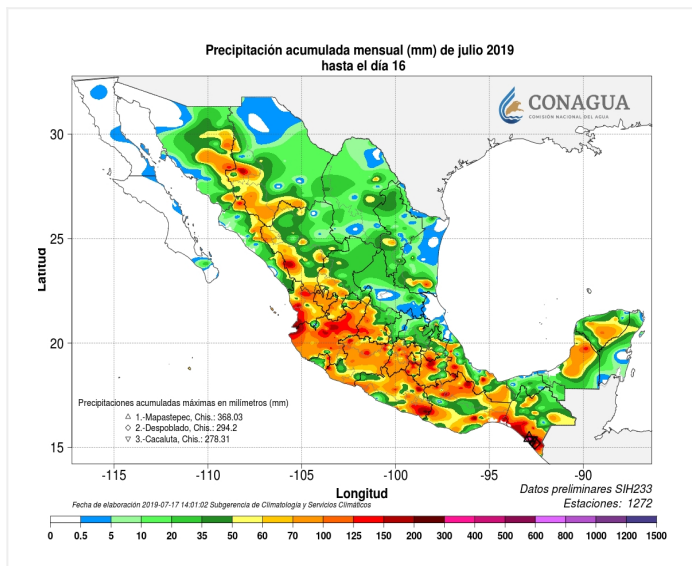 Precipitación acumulada mensual (mm) de julio 2019
hasta el día 16
CONAGUA
COMISIÓN NACIONAL DEL AGUA
30
25
20
15
Latitud
Precipitaciones acumuladas máximas en milímetros (mm)
1.-Mapastepec, Chis.: 368.03
2.-Despoblado, Chis.: 294.2
3.-Cacaluta, Chis.: 278.31
-115 -110 -105 -100 -95 -90
Longitud
Datos preliminares SIH233
Estaciones: 1272
Fecha de elaboración 2019-07-17 14:01:02 Subgerencia de Climatología y Servicios Climáticos
0 0.5 5 10 20 35 50 60 70 100 125 150 200 300 400 500 600 800 1000 1200 1500